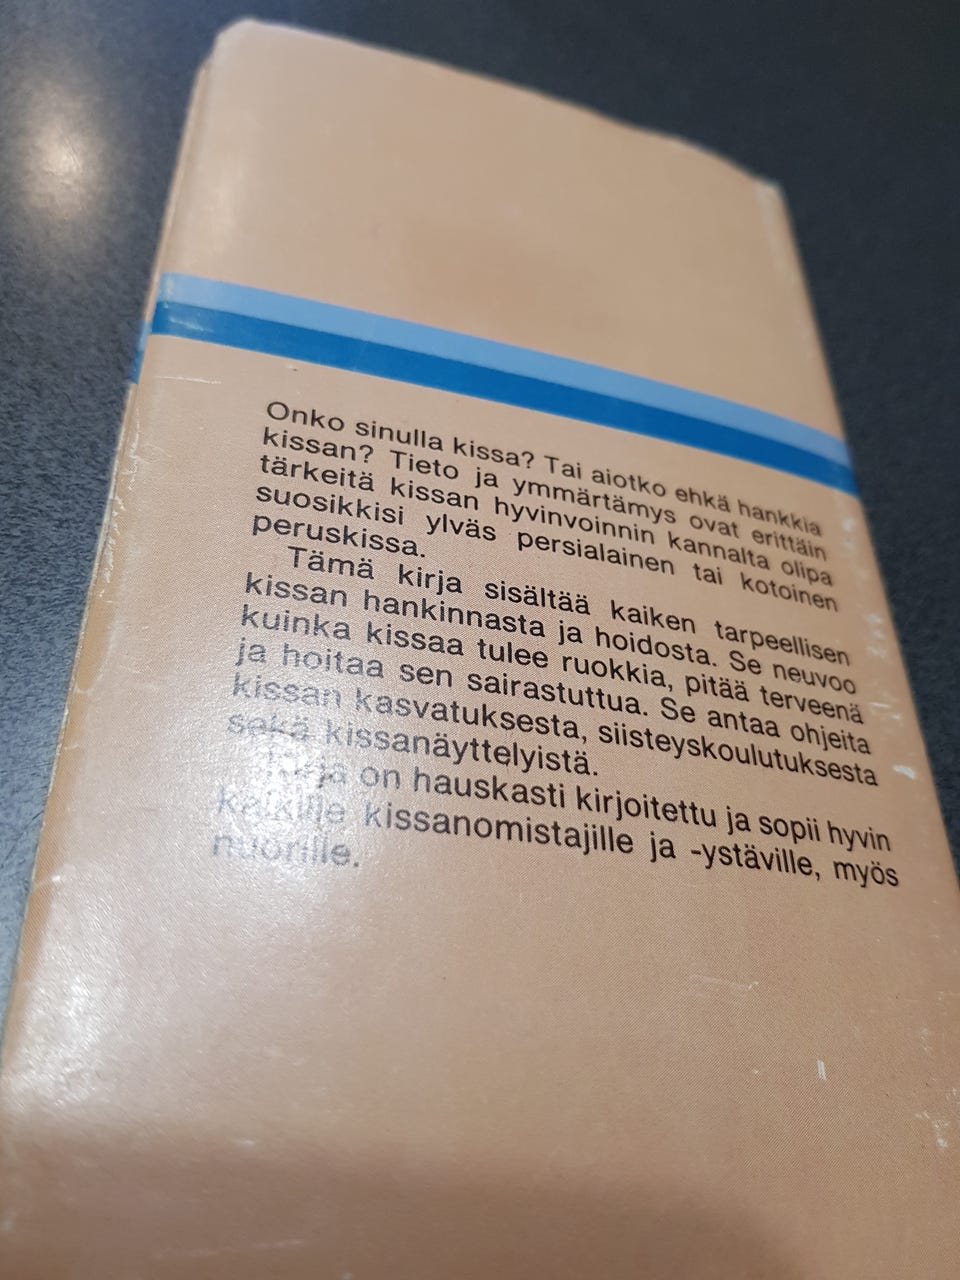 Onko sinulla kissa? Tai aiotko ehkä hankkia
kissan? Tieto ja ymmärtämys ovat erittäin
tärkeitä kissan hyvinvoinnin kannalta olipa
suosikkisi ylväs persialainen tai kotoinen
peruskissa.
Tämä kirja sisältää kaiken tarpeellisen
kissan hankinnasta ja hoidosta. Se neuvoo
kuinka kissaa tulee ruokkia, pitää terveenä
ja hoitaa sen sairastuttua. Se antaa ohjeita
kissan kasvatuksesta, siisteyskoulutuksesta
sekä kissanäyttelyistä.
Kirja on hauskasti kirjoitettu ja sopii hyvin
kaikille kissanomistajille ja -ystäville, myös
nuorille.